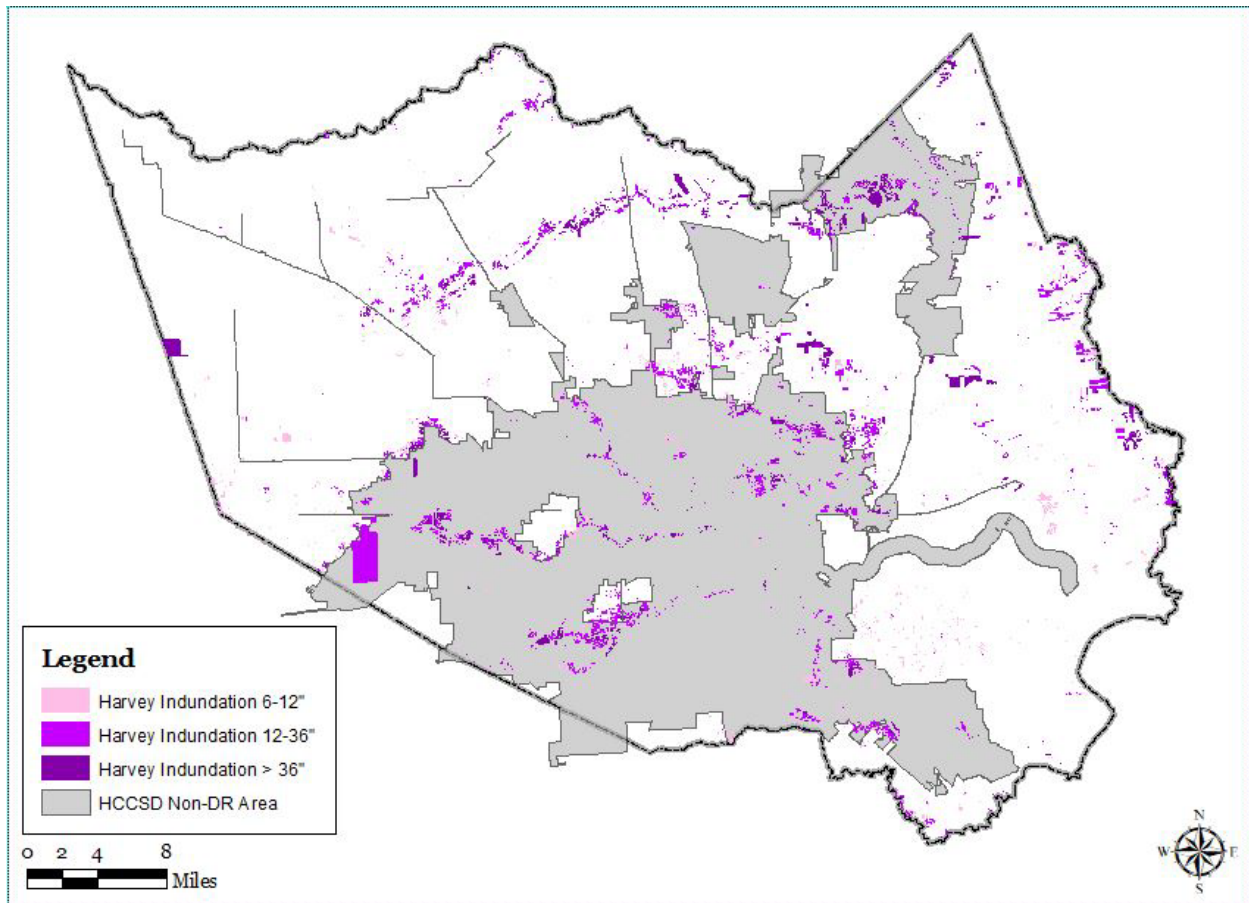 Legend
Harvey Indundation 6-12"
Harvey Indundation 12-36"
Harvey Indundation > 36"
HCCSD Non-DR Area
0 2 4 8
Miles
N
W E
S